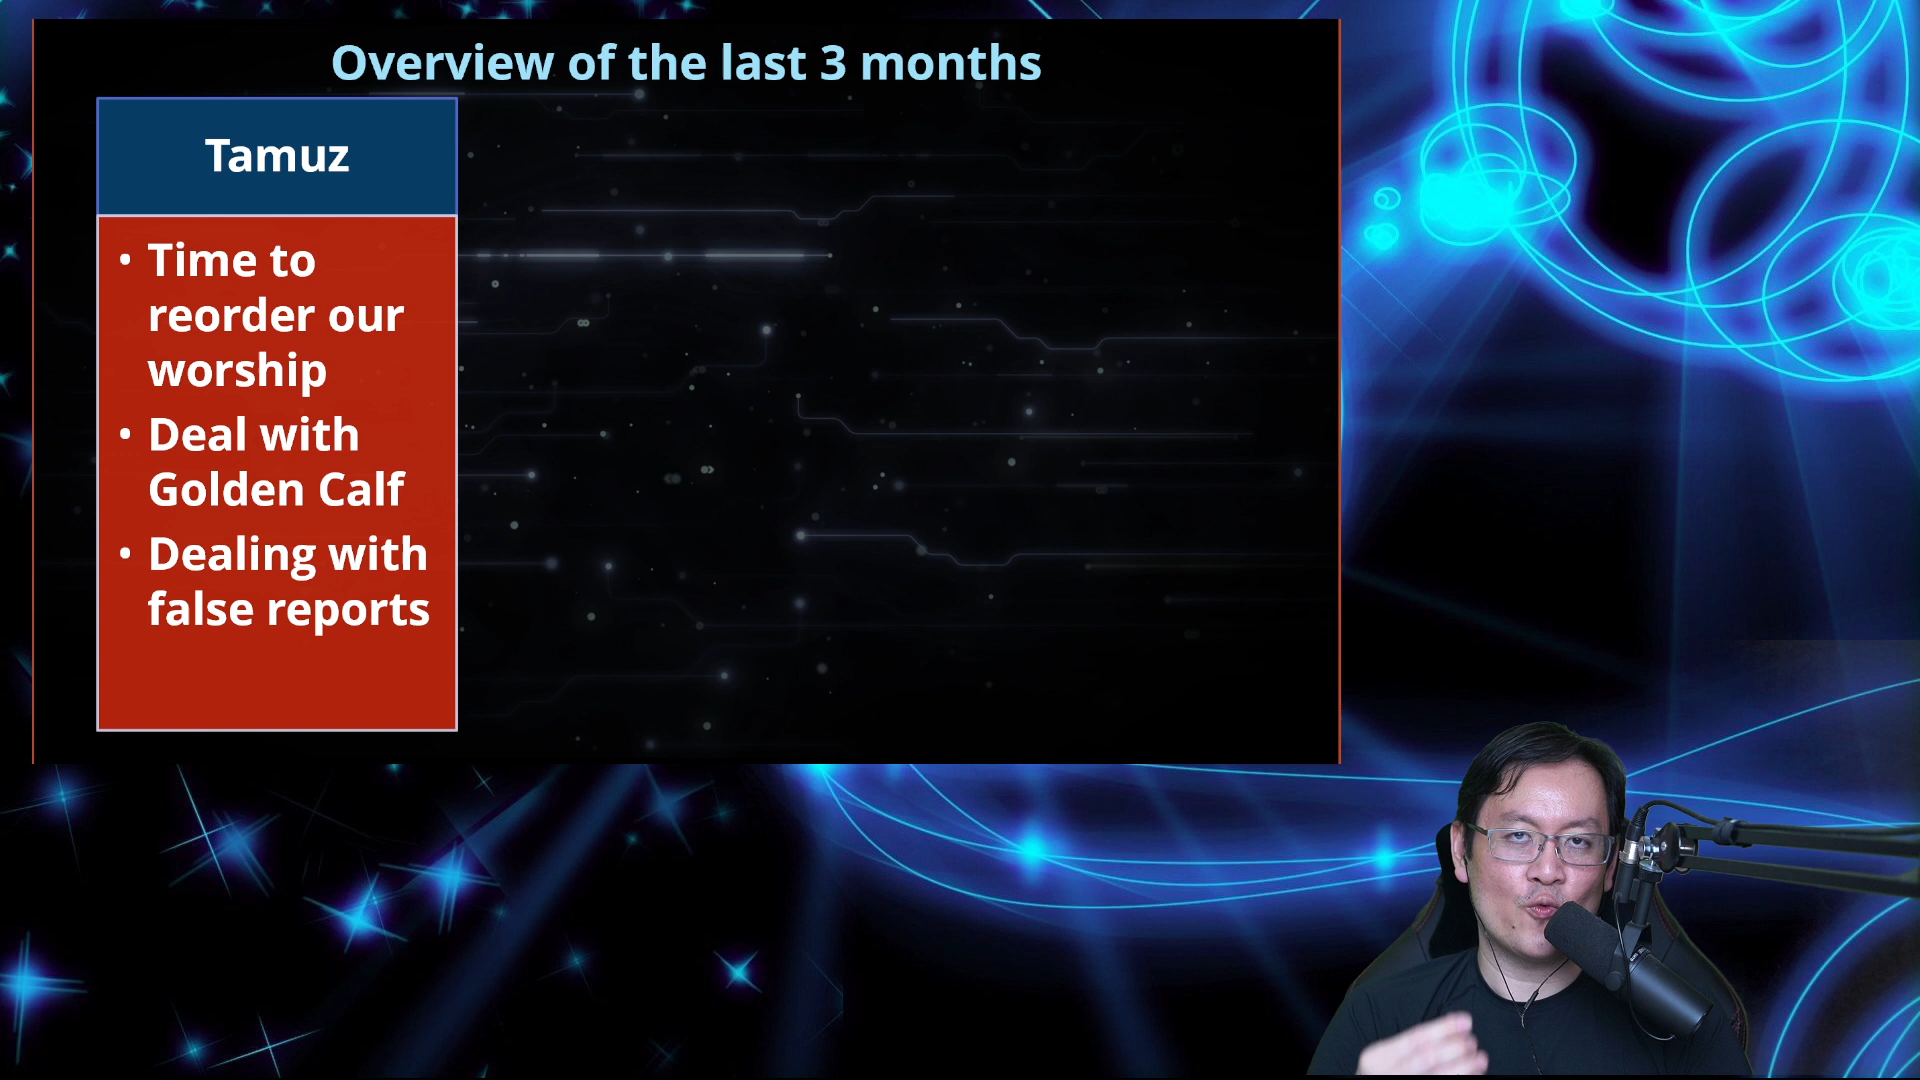 Overview of the last 3 months
Tamuz
• Time to
reorder our
worship
• Deal with
Golden Calf
• Dealing with
false reports